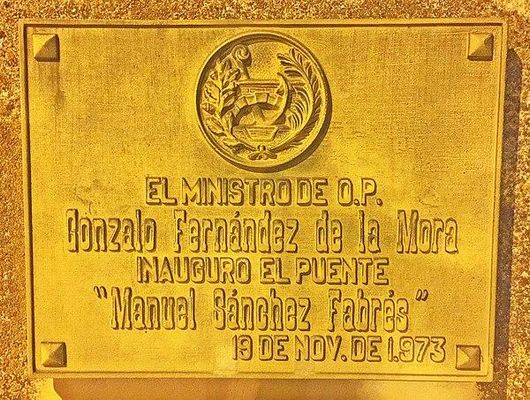 EL MINISTRO DE O.P.
Gonzalo Fernández de la Mora
INAUGURO EL PUENTE
"Manuel Sánchez Fabrés"
19 DE NOV. DE 1.973